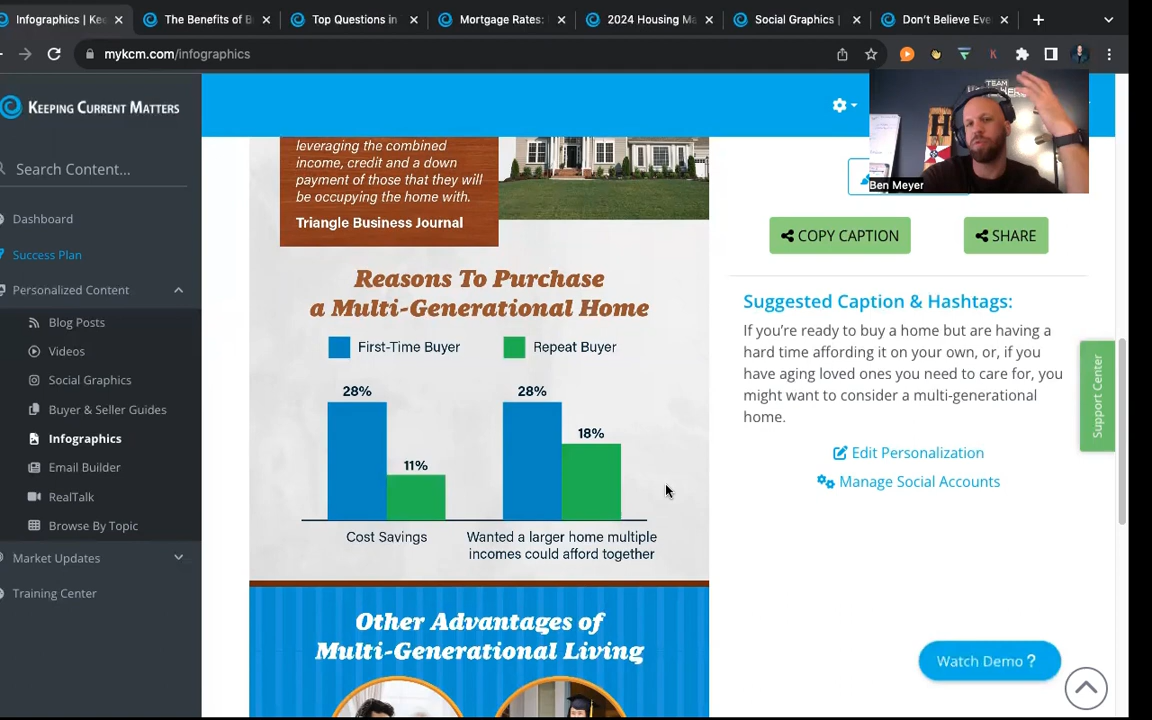 Infographics | Kee
The Benefits of B
Top Questions in
Mortgage Rates:
2024 Housing Ma
Social Graphics |
Don't Believe Eve
mykcm.com/infographics
KEEPING CURRENT MATTERS
Search Content...
Dashboard
Success Plan
Personalized Content
Blog Posts
Videos
Social Graphics
Buyer & Seller Guides
Infographics
Email Builder
RealTalk
Browse By Topic
Market Updates
Training Center
leveraging the combined
income, credit and a down
payment of those that they will
be occupying the home with.
Triangle Business Journal
Reasons To Purchase
a Multi-Generational Home
First-Time Buyer
Repeat Buyer
28%
11%
28%
18%
Cost Savings
Wanted a larger home multiple
incomes could afford together
Other Advantages of
Multi-Generational Living
TEAM
H
Ben Meyer
COPY CAPTION
SHARE
Suggested Caption & Hashtags:
If you're ready to buy a home but are having a
hard time affording it on your own, or, if you
have aging loved ones you need to care for, you
might want to consider a multi-generational
home.
Edit Personalization
Manage Social Accounts
Support Center
Watch Demo ?